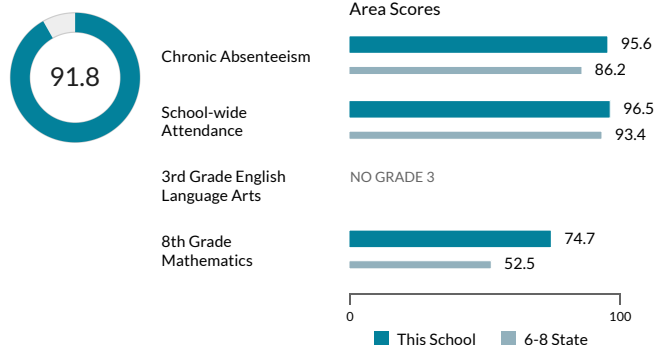 Area Scores
91.8
Chronic Absenteeism
95.6
86.2
School-wide
Attendance
96.5
93.4
3rd Grade English
Language Arts
NO GRADE 3
8th Grade
Mathematics
74.7
52.5
0
100
This School
6-8 State